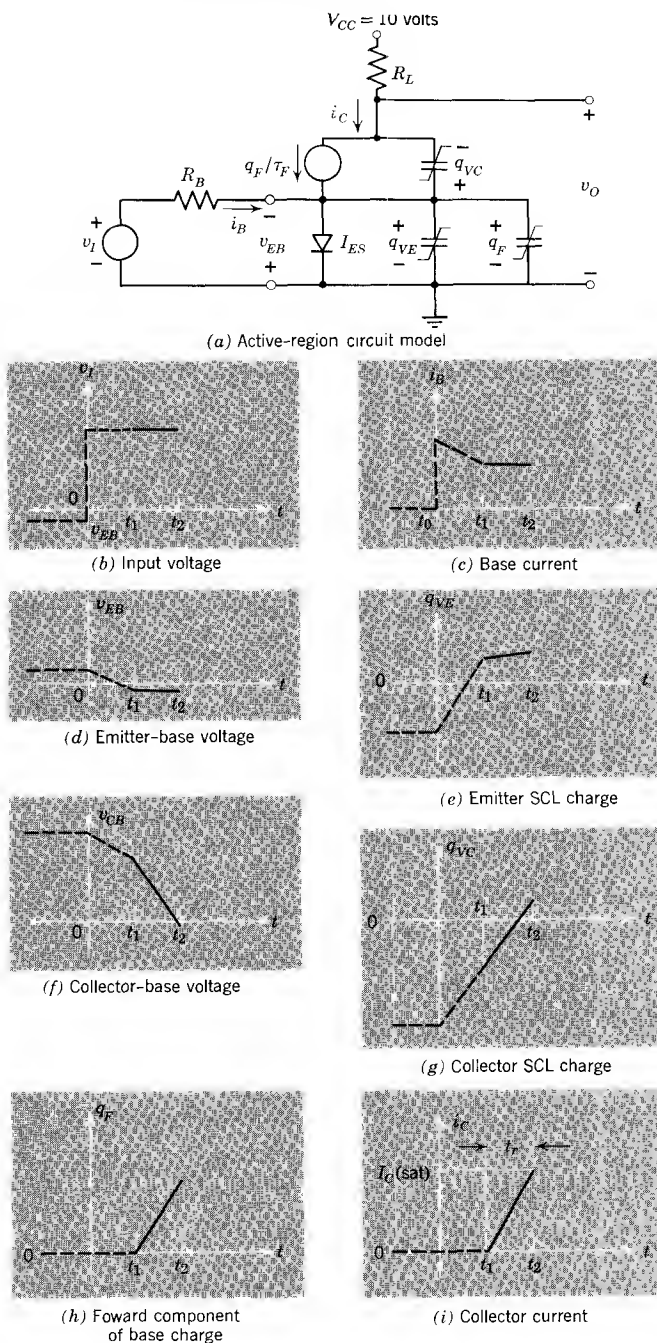 V_CC = 10 volts
R_L
i_C
+
−
q_F/τ_F
q_VC
R_B
+
v_O
i_B
−
+
+
+
v_I
v_EB
I_ES
q_VE
q_F
−
+
−
−
−
(a) Active-region circuit model
v_I
i_B
0
v_EB t_1 t_2 t
t_0 t_1 t_2 t
(b) Input voltage
(c) Base current
v_EB
q_VE
0 t_1 t_2 t
0 t_1 t_2 t
(d) Emitter–base voltage
(e) Emitter SCL charge
v_CB
q_VC
0 t_1 t_2 t
0 t_1 t_2 t
(f) Collector–base voltage
(g) Collector SCL charge
q_F
i_C
t_r
I_C(sat)
0 t_1 t_2 t
0 t_1 t_2 t
(h) Foward component
of base charge
(i) Collector current